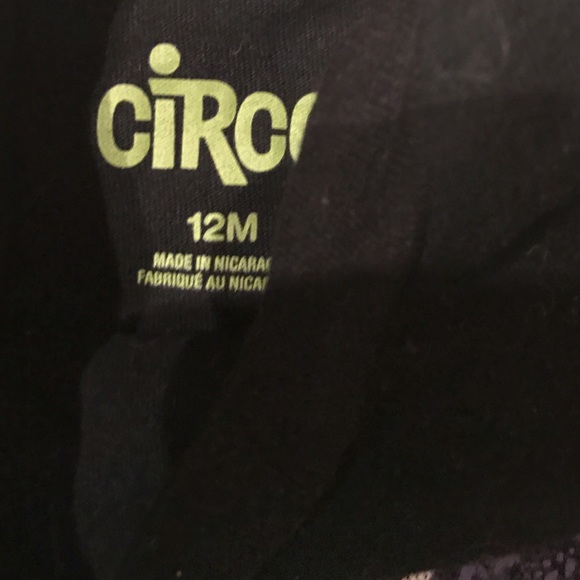 CiRC
12M
MADE IN NICARA
FABRIQUÉ AU NICA